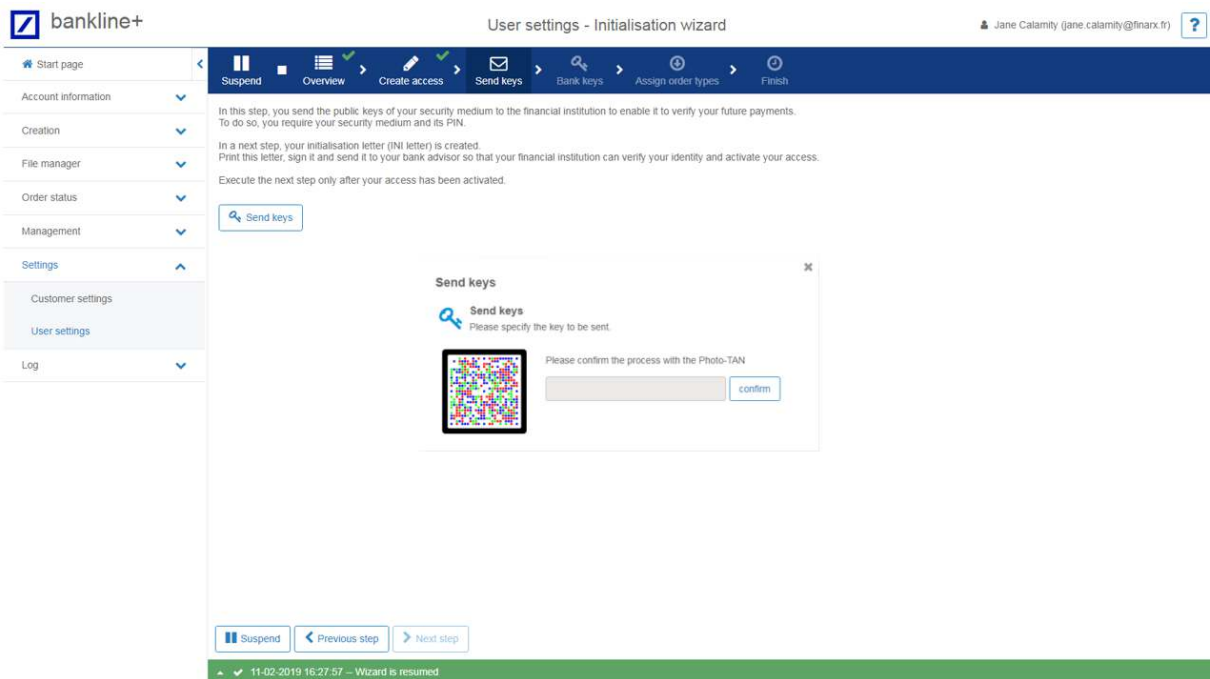 bankline+
User settings - Initialisation wizard
Jane Calamity (jane.calamity@finarx.fr)
?
Start page
Account information
Creation
File manager
Order status
Management
Settings
Customer settings
User settings
Log
Suspend
Overview
Create access
Send keys
Bank keys
Assign order types
Finish
In this step, you send the public keys of your security medium to the financial institution to enable it to verify your future payments.
To do so, you require your security medium and its PIN.
In a next step, your initialisation letter (INI letter) is created.
Print this letter, sign it and send it to your bank advisor so that your financial institution can verify your identity and activate your access.
Execute the next step only after your access has been activated.
Send keys
Send keys
Send keys
Please specify the key to be sent.
Please confirm the process with the Photo-TAN
confirm
Suspend
Previous step
Next step
11-02-2019 16:27:57 – Wizard is resumed